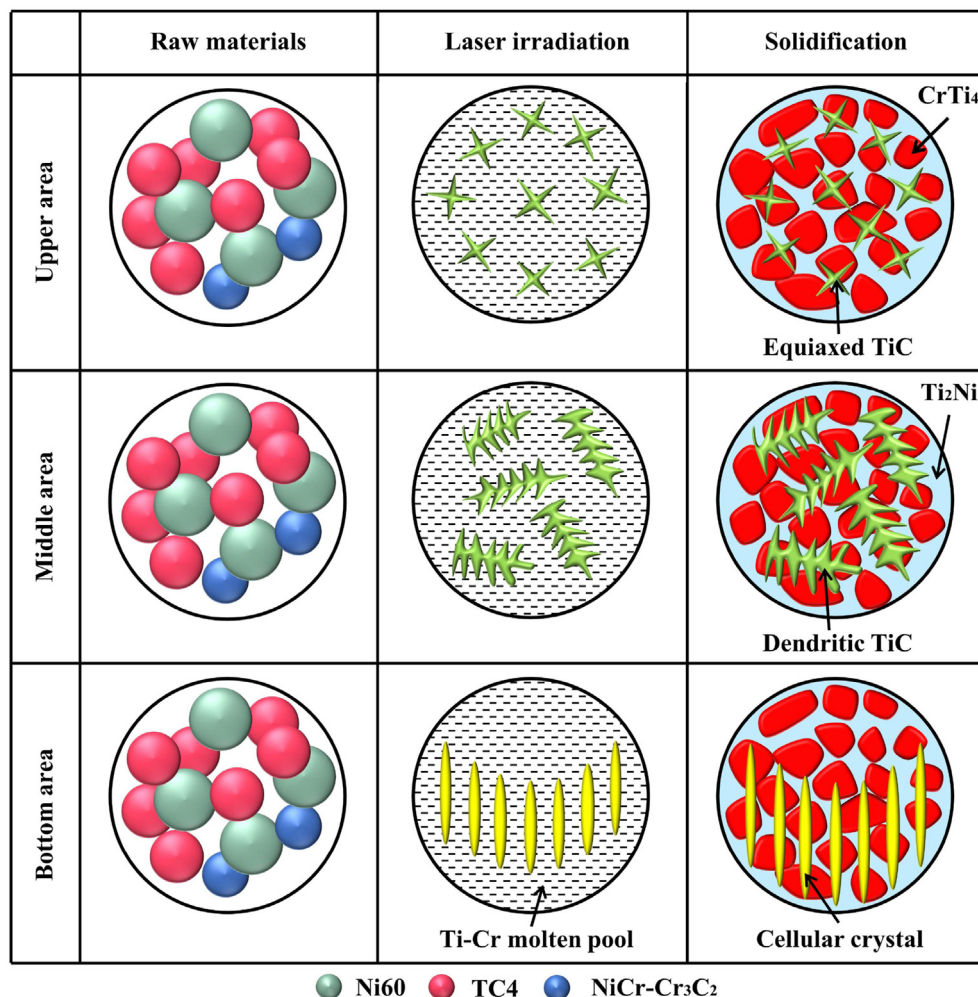 Raw materials Laser irradiation Solidification
Upper area
CrTi₄
Equiaxed TiC
Middle area
Ti₂Ni
Dendritic TiC
Bottom area
Ti-Cr molten pool
Cellular crystal
Ni60 TC4 NiCr-Cr₃C₂